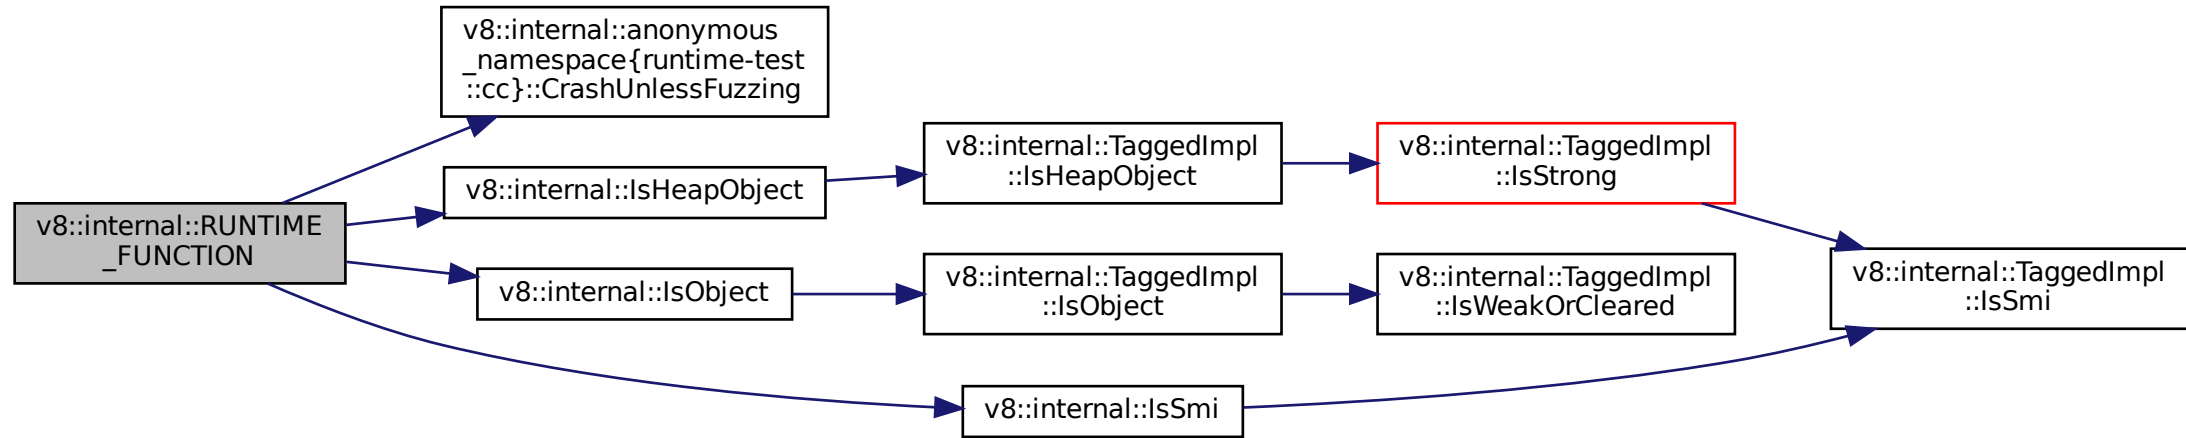 v8::internal::RUNTIME
_FUNCTION
v8::internal::anonymous
_namespace{runtime-test
::cc}::CrashUnlessFuzzing
v8::internal::IsHeapObject
v8::internal::TaggedImpl
::IsHeapObject
v8::internal::TaggedImpl
::IsStrong
v8::internal::TaggedImpl
::IsSmi
v8::internal::IsObject
v8::internal::TaggedImpl
::IsObject
v8::internal::TaggedImpl
::IsWeakOrCleared
v8::internal::IsSmi